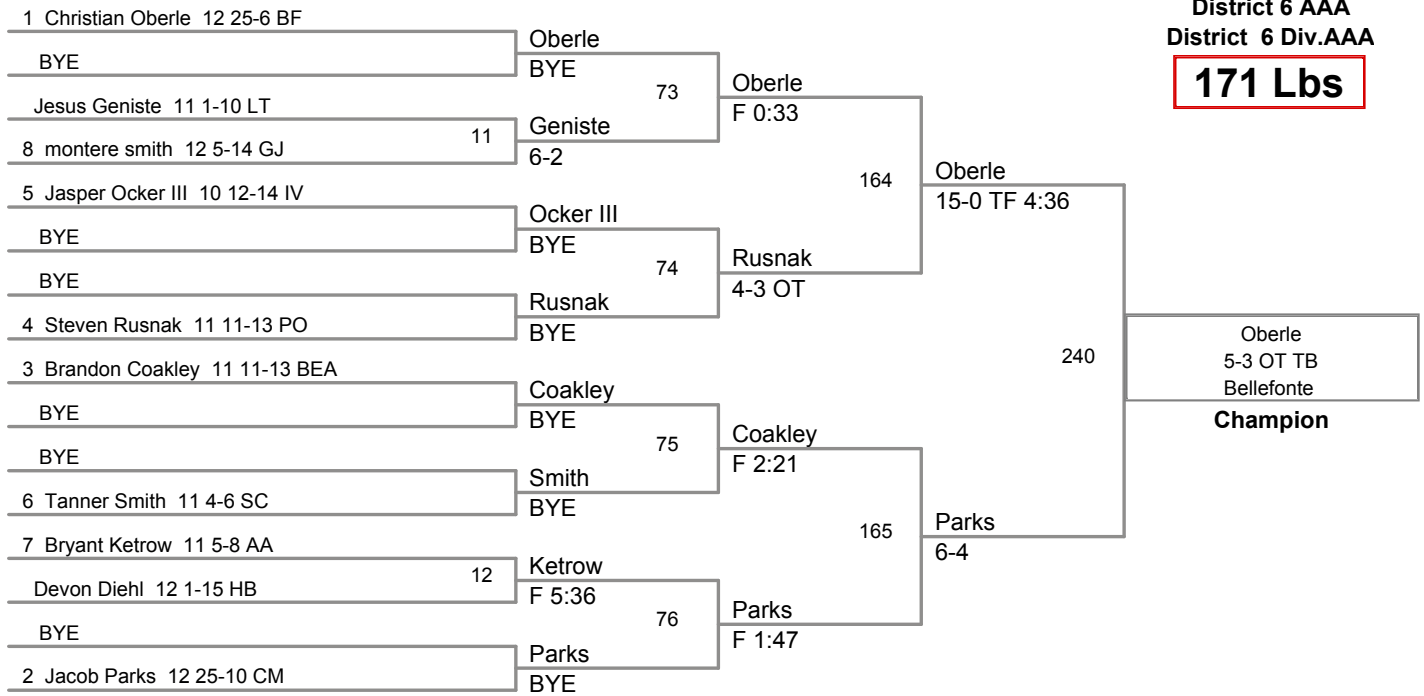 District 6 AAA
District 6 Div.AAA
171 Lbs
1 Christian Oberle 12 25-6 BF
BYE
Jesus Geniste 11 1-10 LT
8 montere smith 12 5-14 GJ
5 Jasper Ocker III 10 12-14 IV
BYE
BYE
4 Steven Rusnak 11 11-13 PO
3 Brandon Coakley 11 11-13 BEA
BYE
BYE
6 Tanner Smith 11 4-6 SC
7 Bryant Ketrow 11 5-8 AA
Devon Diehl 12 1-15 HB
BYE
2 Jacob Parks 12 25-10 CM
11
12
Oberle
BYE
Geniste
6-2
Ocker III
BYE
Rusnak
BYE
Coakley
BYE
Smith
BYE
Ketrow
F 5:36
Parks
BYE
73
74
75
76
Oberle
F 0:33
Rusnak
4-3 OT
Coakley
F 2:21
Parks
F 1:47
164
165
Oberle
15-0 TF 4:36
Parks
6-4
240
Oberle
5-3 OT TB
Bellefonte
Champion